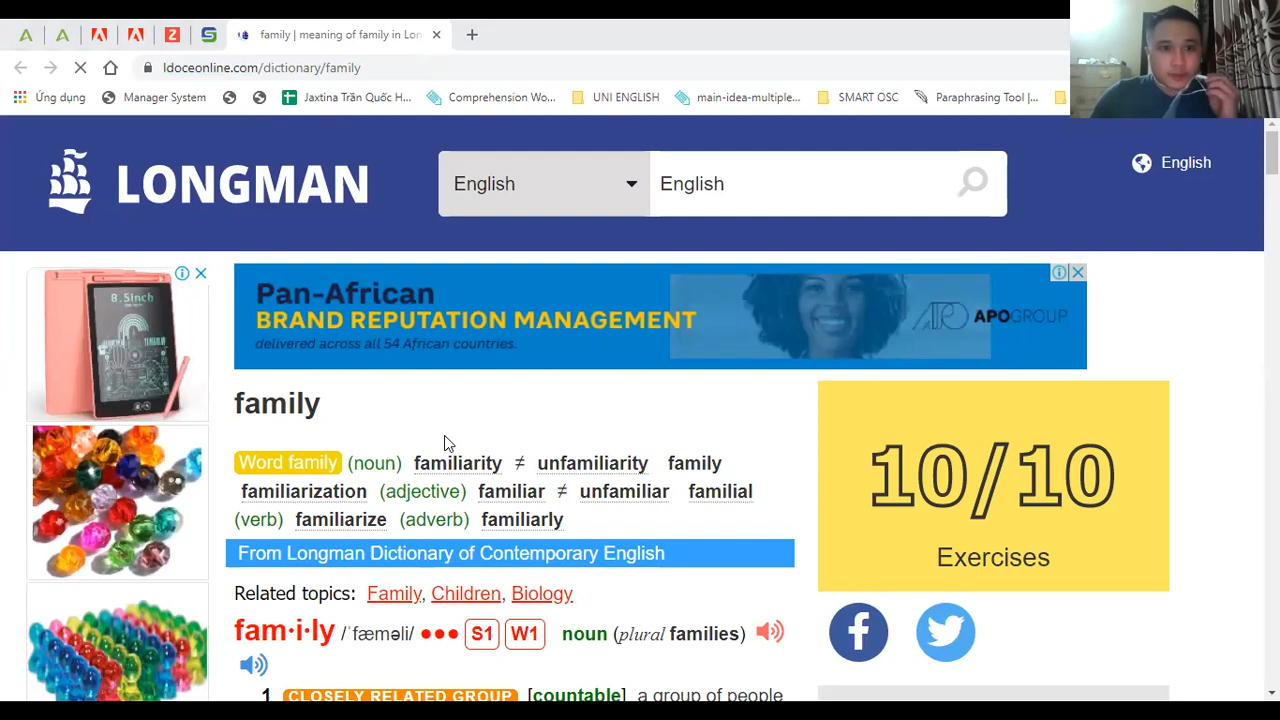 family | meaning of family in Lon
ldoceonline.com/dictionary/family
Ứng dụng Manager System Jaxtina Trần Quốc H... Comprehension Wo... UNI ENGLISH main-idea-multiple... SMART OSC Paraphrasing Tool |...
LONGMAN
English
English
English
8.5inch
Pan-African
BRAND REPUTATION MANAGEMENT
delivered across all 54 African countries.
APO GROUP
family
Word family (noun) familiarity ≠ unfamiliarity family
familiarization (adjective) familiar ≠ unfamiliar familial
(verb) familiarize (adverb) familiarly
From Longman Dictionary of Contemporary English
Related topics: Family, Children, Biology
fam·i·ly /ˈfæməli/ ●●● S1 W1 noun (plural families)
1 CLOSELY RELATED GROUP [countable] a group of people
10/10
Exercises